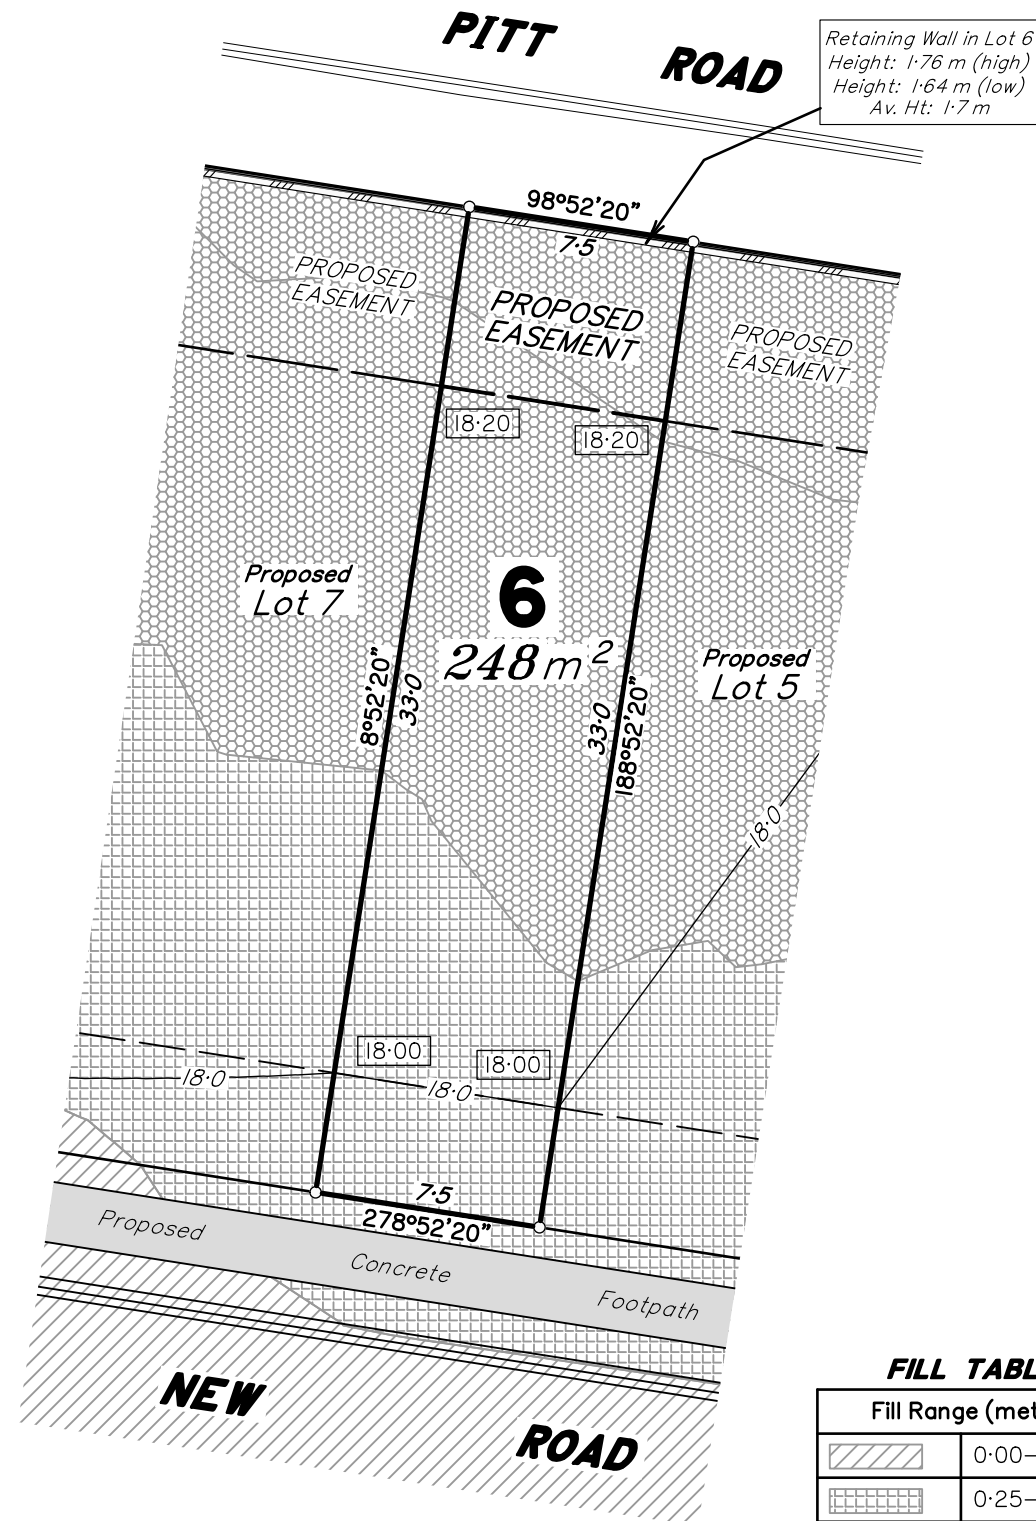 PITT ROAD
Retaining Wall in Lot 6
Height: 1·76 m (high)
Height: 1·64 m (low)
Av. Ht: 1·7 m
98°52'20"
7·5
PROPOSED
EASEMENT
PROPOSED
EASEMENT
PROPOSED
EASEMENT
18·20
18·20
Proposed
Lot 7
6
248 m²
Proposed
Lot 5
8°52'20"
33·0
33·0
188°52'20"
18·0
18·00
18·00
18·0
18·0
7·5
278°52'20"
Proposed Concrete Footpath
NEW ROAD
FILL TABL
Fill Range (met
0·00–
0·25–